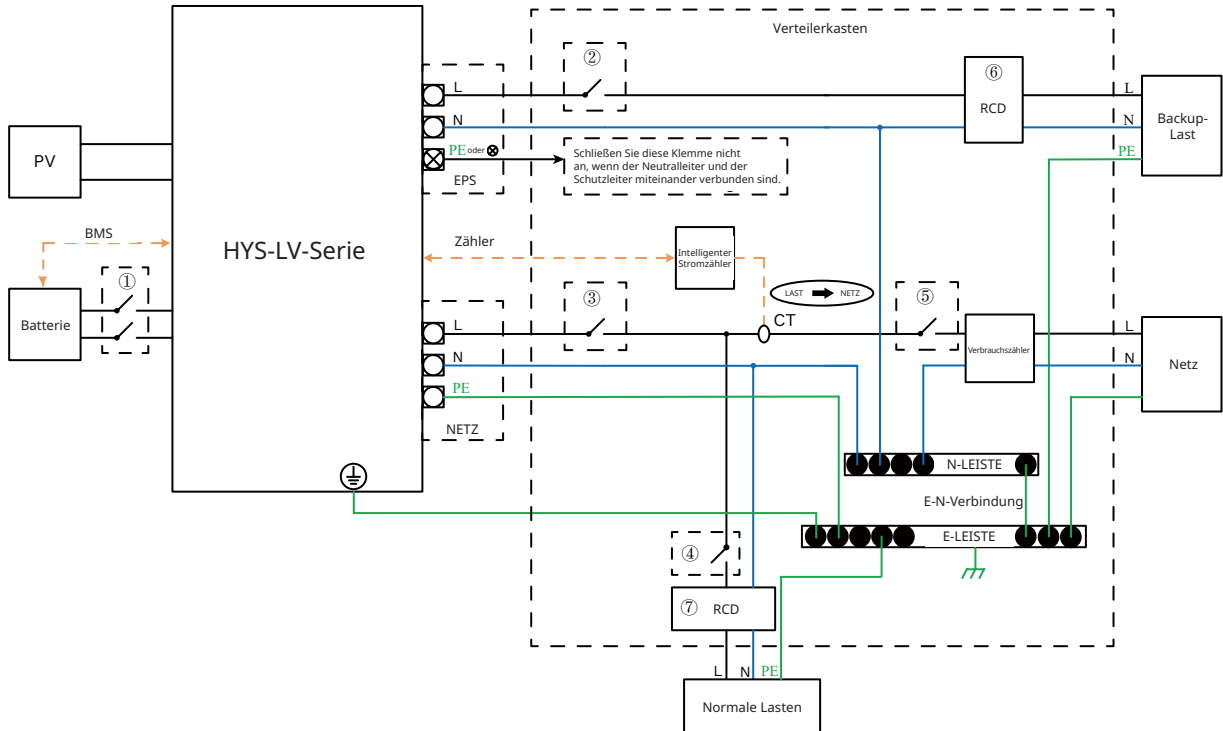 Verteilerkasten
②
⑥
L
RCD
L
N
N
Backup-
Last
PV
PE oder ⊗
PE
EPS
Schließen Sie diese Klemme nicht
an, wenn der Neutralleiter und der
Schutzleiter miteinander verbunden sind.
BMS
HYS-LV-Serie
Zähler
Intelligenter
Stromzähler
①
③
LAST ➡ NETZ
⑤
Batterie
L
CT
L
N
Verbrauchszähler
N
Netz
PE
NETZ
N-LEISTE
E-N-Verbindung
E-LEISTE
④
⑦ RCD
L N PE
Normale Lasten